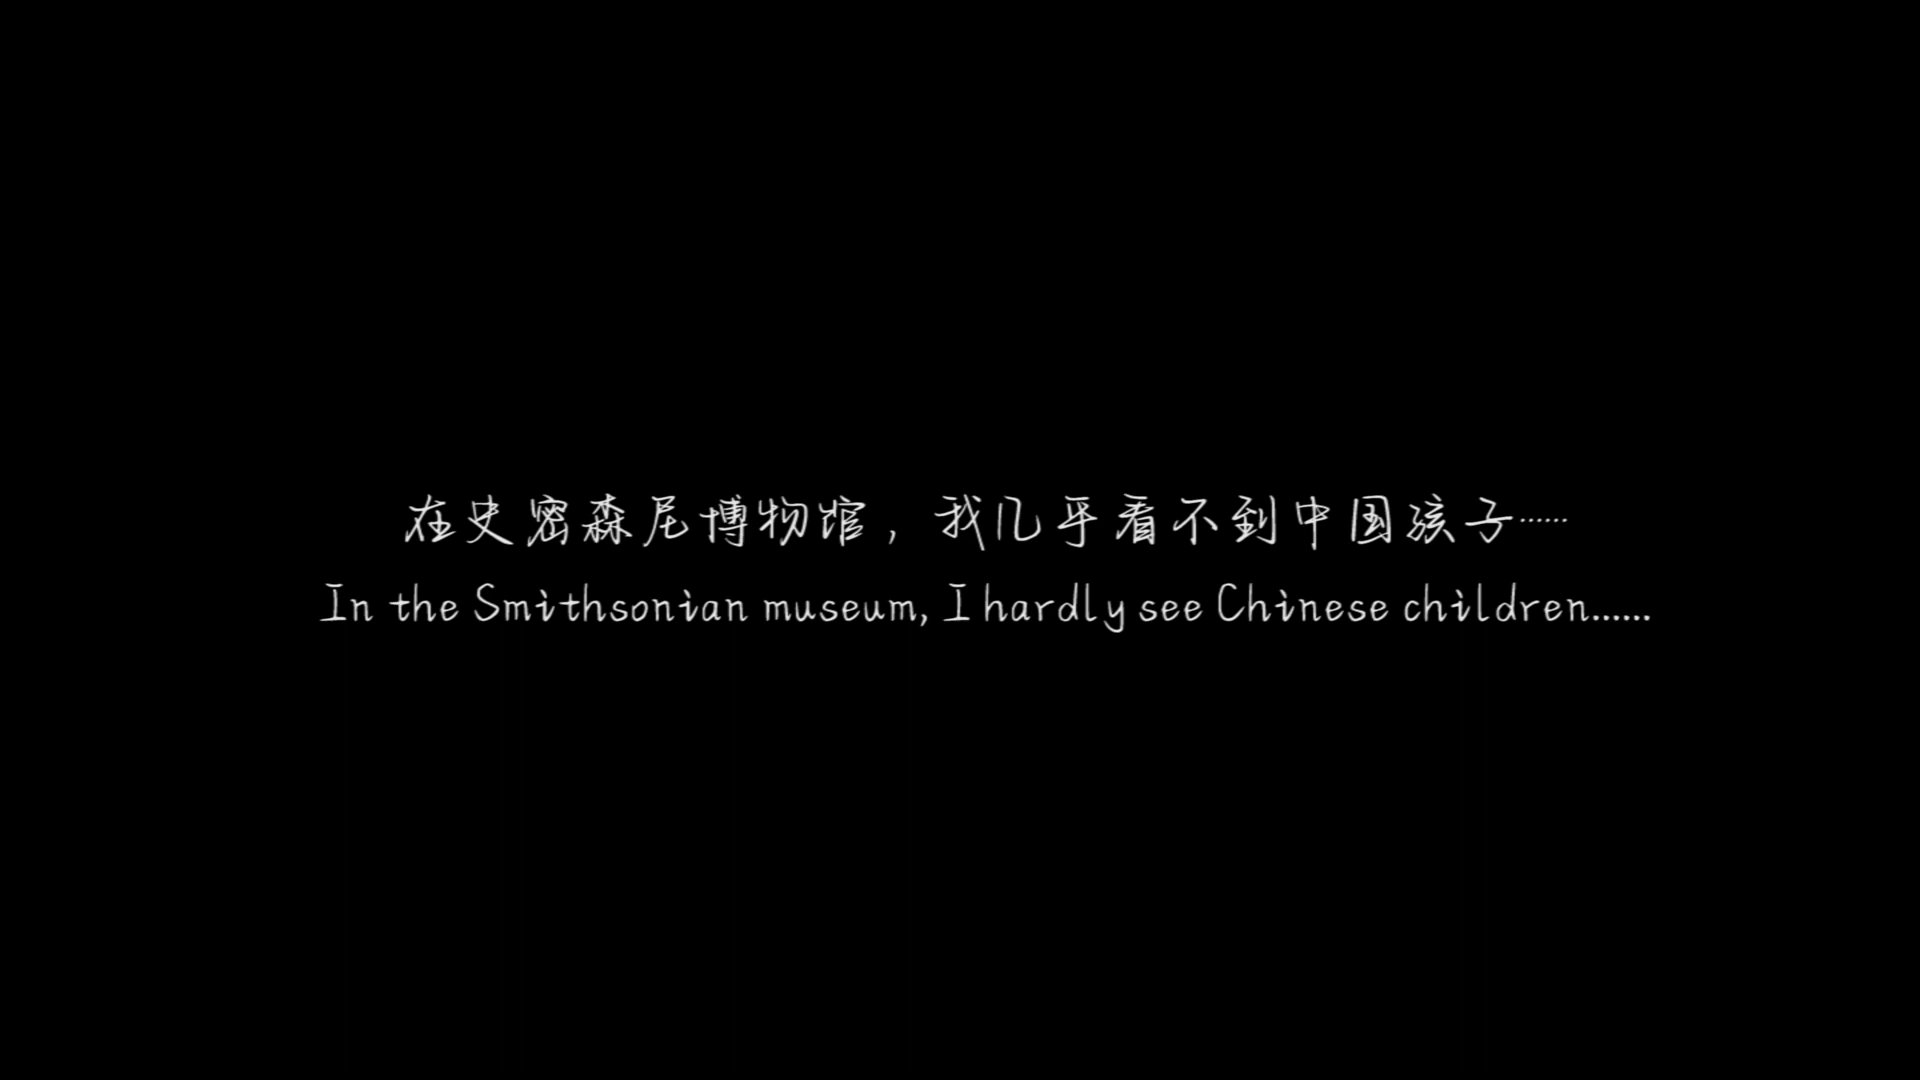 在史密森尼博物馆，我几乎看不到中国孩子……
In the Smithsonian museum, I hardly see Chinese children......